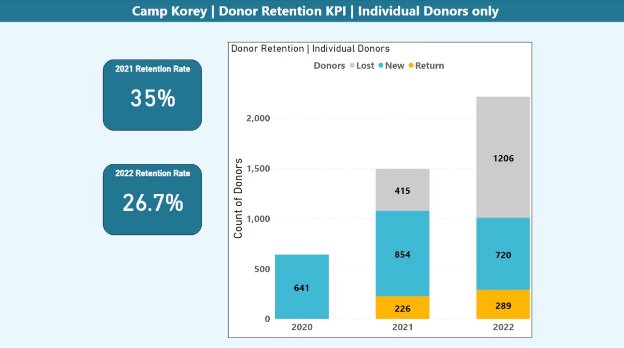 Camp Korey | Donor Retention KPI | Individual Donors only
2021 Retention Rate
35%
2022 Retention Rate
26.7%
Donor Retention | Individual Donors
Donors Lost New Return
Count of Donors
2,000
1,500
1,000
500
0
641
415
854
226
1206
720
289
2020 2021 2022